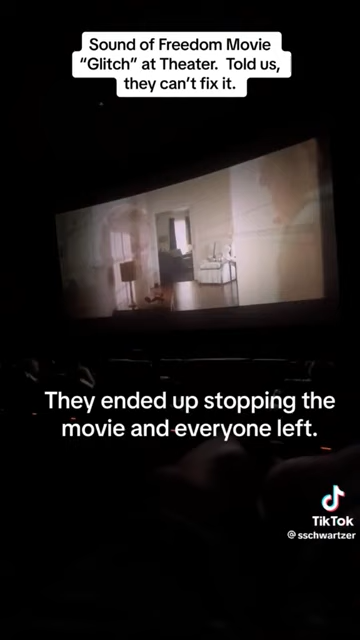 Sound of Freedom Movie
“Glitch” at Theater. Told us,
they can’t fix it.
They ended up stopping the
movie and everyone left.
TikTok
@sschwartzer